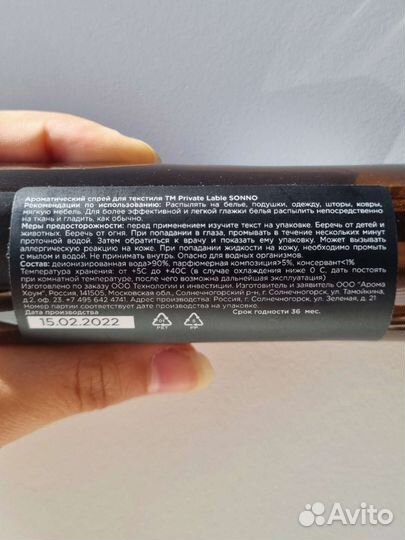 Ароматический спрей для текстиля ТМ Private Lable SONNO
Рекомендации по использованию: Распылять на белье, подушки, одежду, шторы, ковры,
мягкую мебель. Для более эффективной и легкой глажки белья распылить непосредственно
на ткань и гладить, как обычно.
Меры предосторожности: перед применением изучите текст на упаковке. Беречь от детей и
животных. Беречь от огня. При попадании в глаза, промывать в течение нескольких минут
проточной водой. Затем обратиться к врачу и показать эту упаковку. Может вызывать
аллергическую реакцию на коже. При попадании жидкости на кожу, необходимо промыть
с мылом и водой. Не принимать внутрь. Опасно для водных организмов.
Состав: деионизированная вода>90%, парфюмерная композиция>5%, консервант<1%
Температура хранения: от +5С до +40С (в случае охлаждения ниже 0 С, дать постоять
при комнатной температуре, после чего возможна дальнейшая эксплуатация)
Изготовлено по заказу ООО Технологии и инвестиции. Изготовитель и заявитель ООО "Арома
Хоум", Россия, 141505, Московская обл., Солнечногорский р-н, г. Солнечногорск, ул. Тамойкина,
д.2, оф. 23. +7 495 642 4741. Адрес производства: Россия, г. Солнечногорск, ул. Зеленая, д. 21
Номер партии соответствует дате производства, указанной на упаковке.
Дата производства
Срок годности 36 мес.
15.02.2022
01
PET
PP
Avito